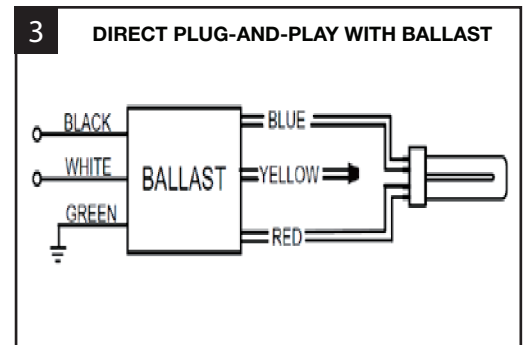 3 DIRECT PLUG-AND-PLAY WITH BALLAST
BLACK
WHITE
GREEN
BALLAST
BLUE
YELLOW
RED